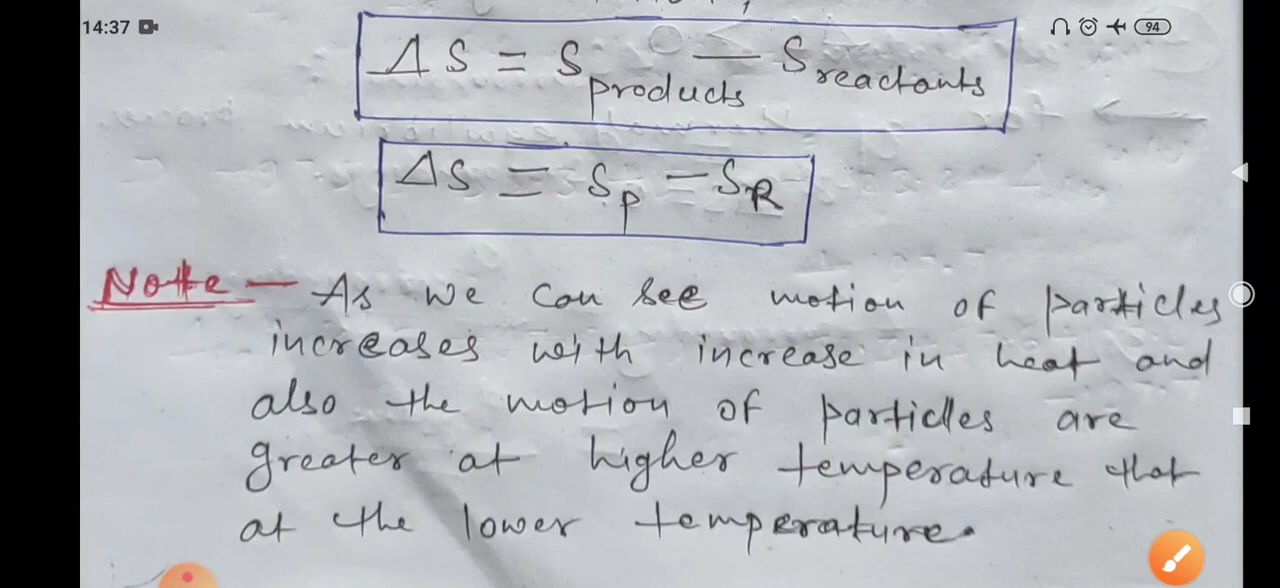 14:37
94
ΔS = S products — S reactants
ΔS = Sp — SR
Note — As we can see motion of particles
increases with increase in heat and
also the motion of particles are
greater at higher temperature that
at the lower temperature.